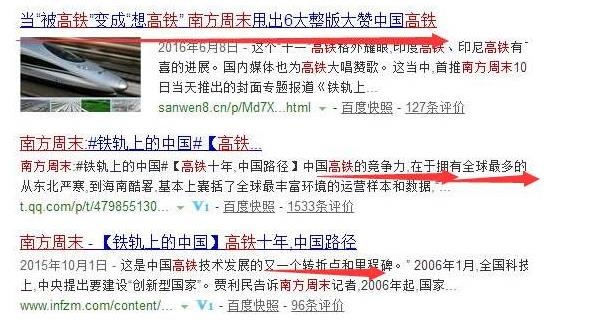 当“被高铁”变成“想高铁” 南方周末用出6大整版大赞中国高铁
2016年6月8日 - 这个“十一”高铁格外耀眼,印度高铁、印尼高铁有
喜的进展。国内媒体也为高铁大唱赞歌。这当中,首推南方周末10
日当天推出的封面专题报道《铁轨上...
sanwen8.cn/p/Md7X...html - 百度快照 - 127条评价
南方周末:#铁轨上的中国#【高铁...
南方周末:#铁轨上的中国#【高铁十年,中国路径】中国高铁的竞争力,在于拥有全球最多的
从东北严寒,到海南酷署,基本上囊括了全球最丰富环境的运营样本和数据,“...
t.qq.com/p/t/479855130... V1 - 百度快照 - 1533条评价
南方周末 - 【铁轨上的中国】高铁十年,中国路径
2015年10月1日 - 这是中国高铁技术发展的又一个转折点和里程碑。” 2006年1月,全国科技
上,中央提出要建设“创新型国家”。贾利民告诉南方周末记者,2006年起,国家...
www.infzm.com/content/... V1 - 百度快照 - 96条评价